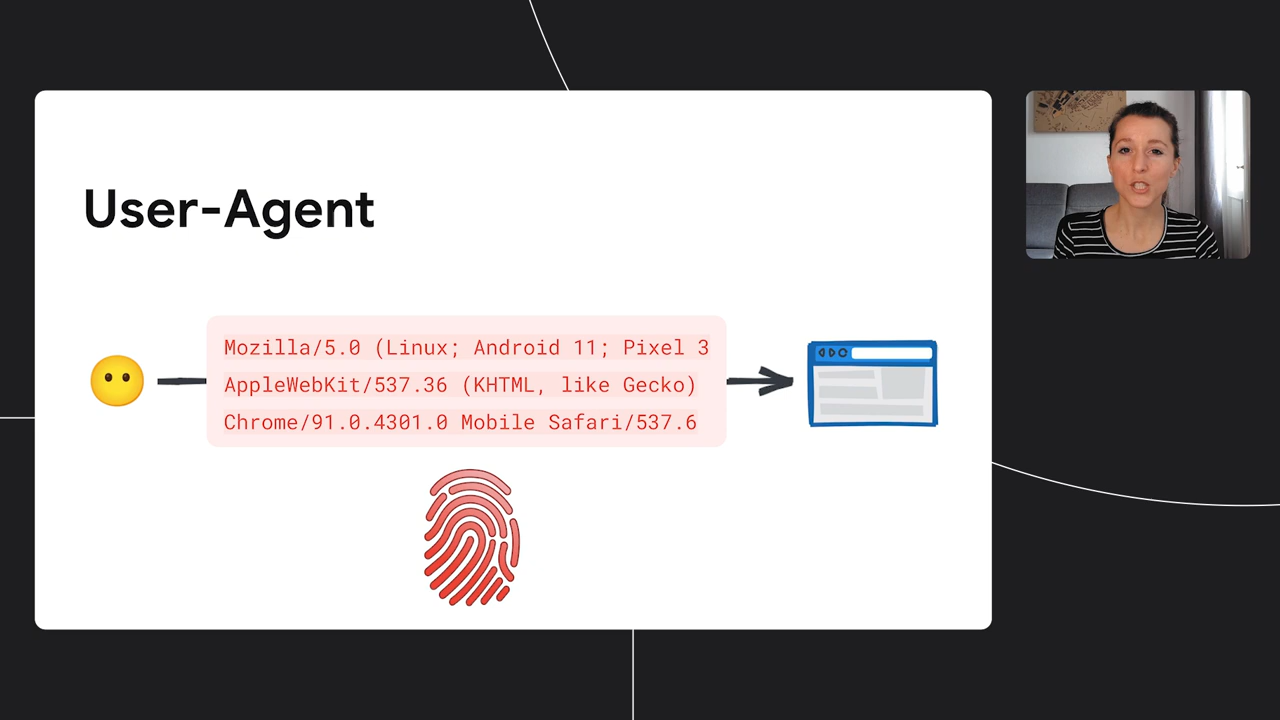 User-Agent
Mozilla/5.0 (Linux; Android 11; Pixel 3
AppleWebKit/537.36 (KHTML, like Gecko)
Chrome/91.0.4301.0 Mobile Safari/537.6